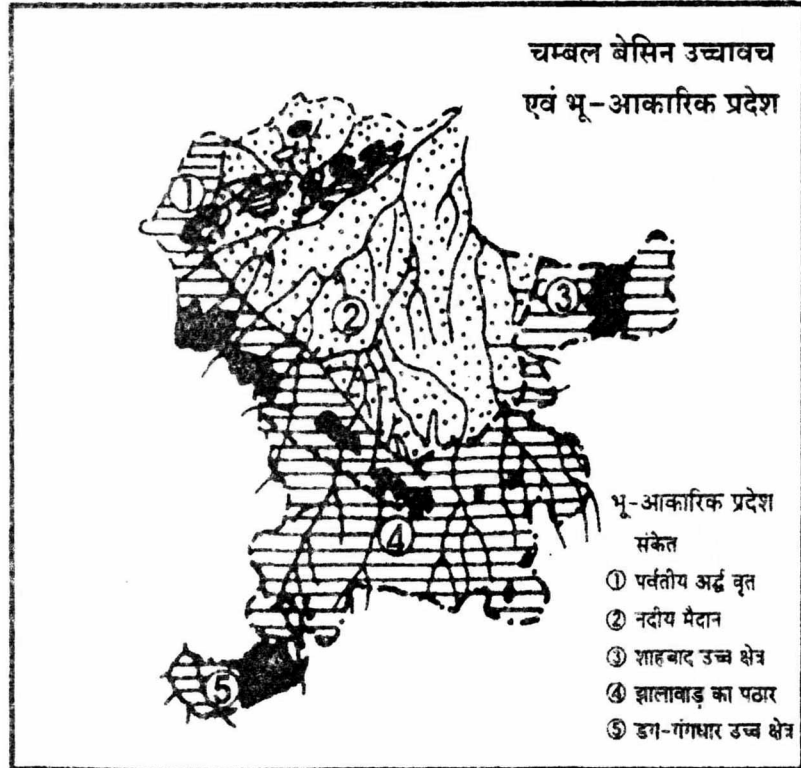 चम्बल बेसिन उच्चावच
एवं भू-आकारिक प्रदेश
①
③
②
④
⑤
भू-आकारिक प्रदेश
संकेत
① पर्वतीय अर्द्ध वृत
② नदीय मैदान
③ शाहबाद उच्च क्षेत्र
④ झालावाड़ का पठार
⑤ डग-गंगधार उच्च क्षेत्र